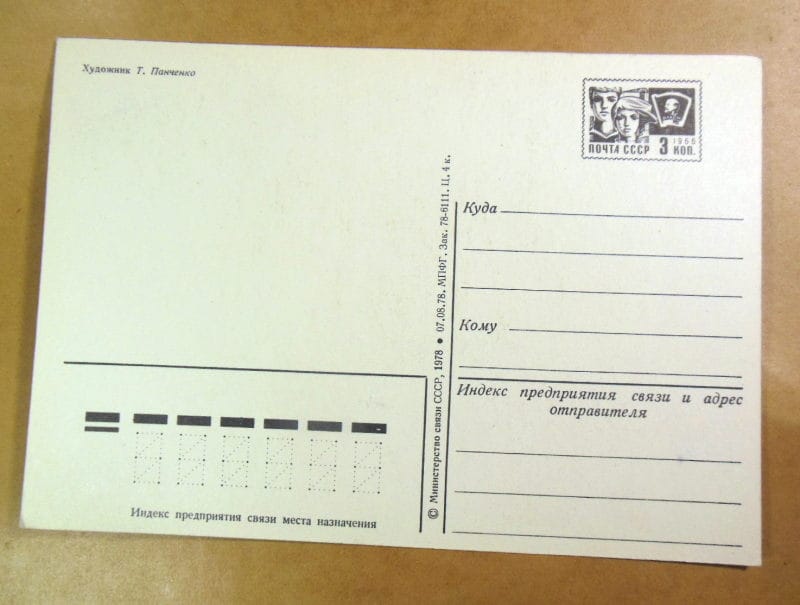 Художник Т. Панченко
ПОЧТА СССР 3 КОП.
1966
Куда
Кому
Индекс предприятия связи и адрес
отправителя
© Министерство связи СССР, 1978 • 07.08.78. МПФГ. Зак. 78-6111. Ц. 4 к.
Индекс предприятия связи места назначения